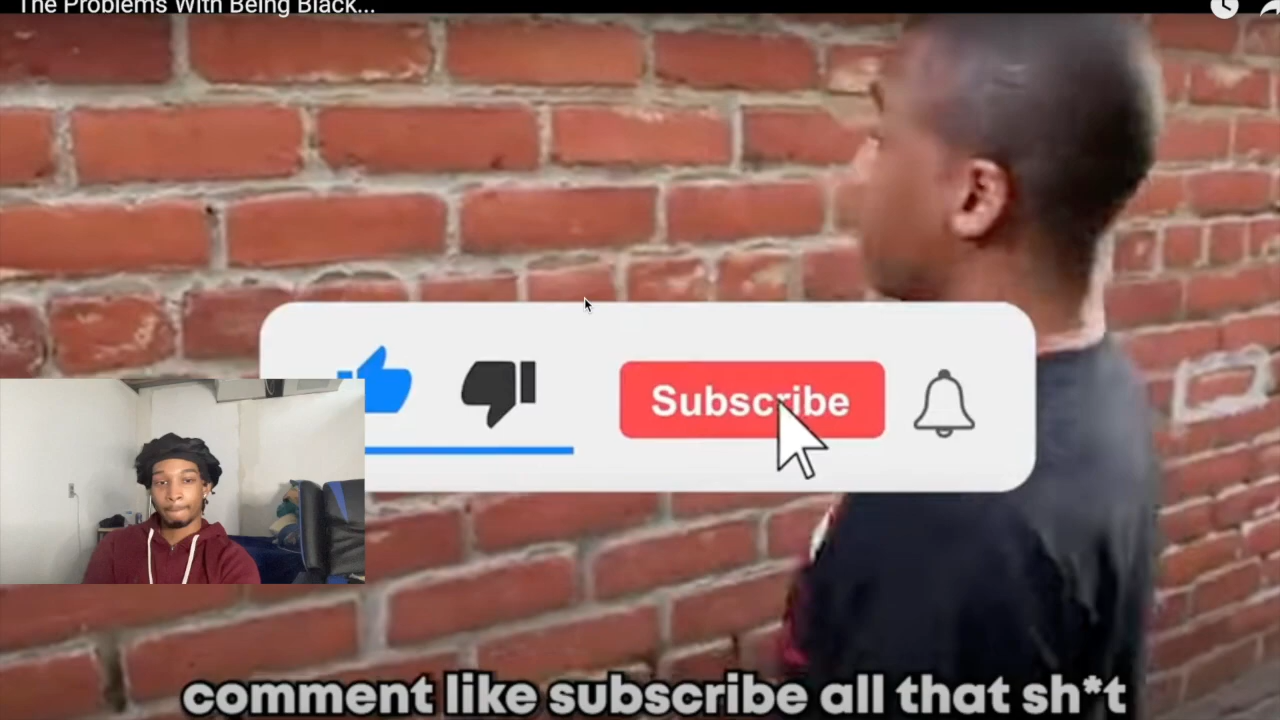 The Problems With Being Black...
Subscribe
comment like subscribe all that sh*t